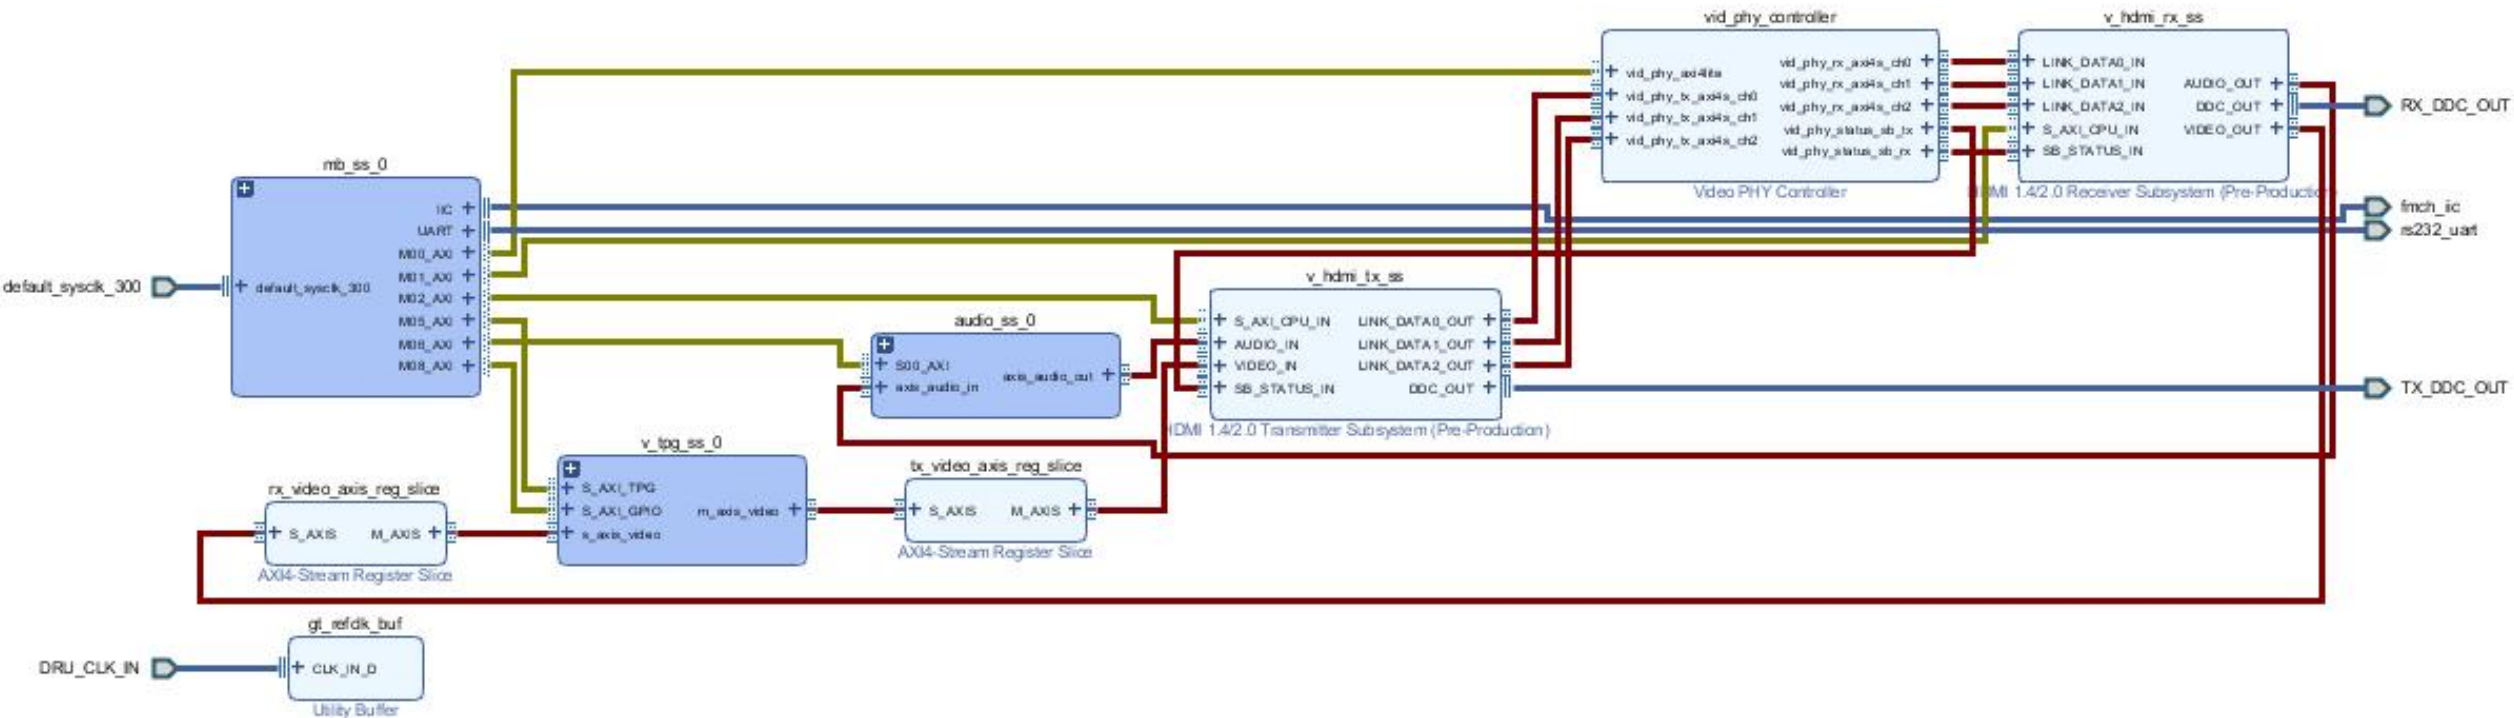 vid_phy_controller
vid_phy_axi4lite
vid_phy_tx_axi4s_ch0
vid_phy_tx_axi4s_ch1
vid_phy_tx_axi4s_ch2
vid_phy_rx_axi4s_ch0
vid_phy_rx_axi4s_ch1
vid_phy_rx_axi4s_ch2
vid_phy_status_sb_tx
vid_phy_status_sb_rx
Video PHY Controller
v_hdmi_rx_ss
LINK_DATA0_IN
LINK_DATA1_IN
LINK_DATA2_IN
S_AXI_CPU_IN
SB_STATUS_IN
AUDIO_OUT
DDC_OUT
VIDEO_OUT
HDMI 1.4/2.0 Receiver Subsystem (Pre-Production)
RX_DDC_OUT
fmch_iic
rs232_uart
mb_ss_0
default_sysclk_300
default_sysclk_300
IIC
UART
M00_AXI
M01_AXI
M02_AXI
M05_AXI
M06_AXI
M08_AXI
v_hdmi_tx_ss
S_AXI_CPU_IN
AUDIO_IN
VIDEO_IN
SB_STATUS_IN
LINK_DATA0_OUT
LINK_DATA1_OUT
LINK_DATA2_OUT
DDC_OUT
HDMI 1.4/2.0 Transmitter Subsystem (Pre-Production)
TX_DDC_OUT
audio_ss_0
S00_AXI
axis_audio_in
axis_audio_out
v_tpg_ss_0
S_AXI_TPG
S_AXI_GPIO
s_axis_video
m_axis_video
tx_video_axis_reg_slice
S_AXIS
M_AXIS
AXI4-Stream Register Slice
rx_video_axis_reg_slice
S_AXIS
M_AXIS
AXI4-Stream Register Slice
gt_refclk_buf
DRU_CLK_IN
CLK_IN_D
Utility Buffer